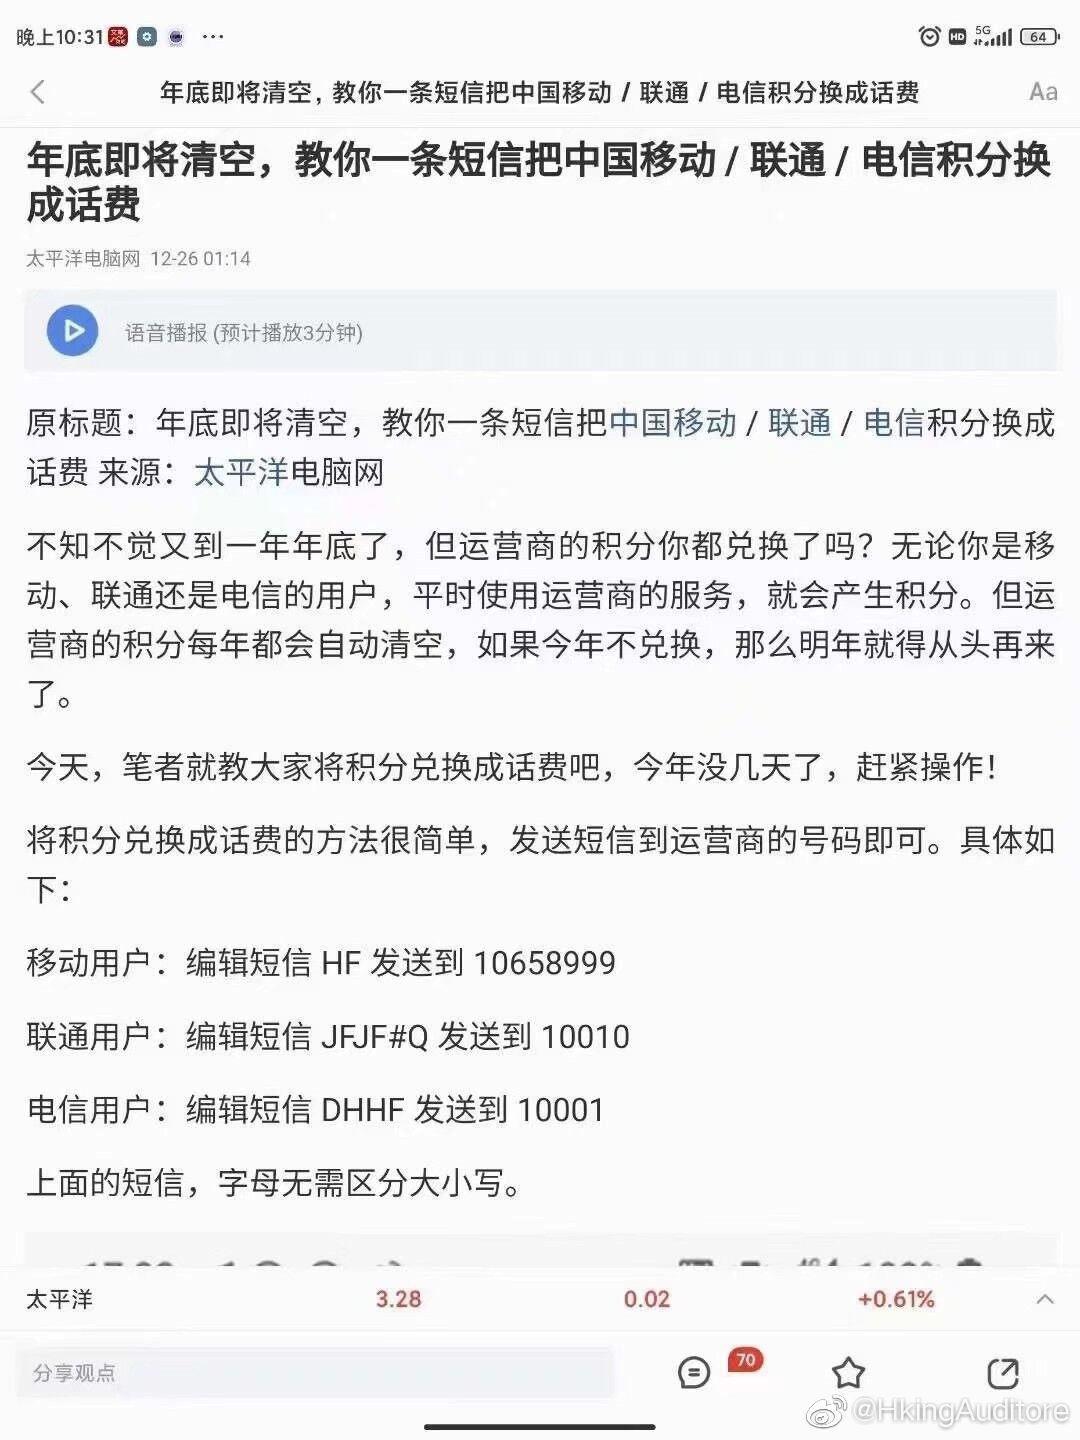 晚上10:31
HD 5G 64
年底即将清空，教你一条短信把中国移动 / 联通 / 电信积分换成话费 Aa
年底即将清空，教你一条短信把中国移动 / 联通 / 电信积分换
成话费
太平洋电脑网 12-26 01:14
语音播报 (预计播放3分钟)
原标题：年底即将清空，教你一条短信把中国移动 / 联通 / 电信积分换成
话费 来源：太平洋电脑网
不知不觉又到一年年底了，但运营商的积分你都兑换了吗？无论你是移
动、联通还是电信的用户，平时使用运营商的服务，就会产生积分。但运
营商的积分每年都会自动清空，如果今年不兑换，那么明年就得从头再来
了。
今天，笔者就教大家将积分兑换成话费吧，今年没几天了，赶紧操作！
将积分兑换成话费的方法很简单，发送短信到运营商的号码即可。具体如
下：
移动用户：编辑短信 HF 发送到 10658999
联通用户：编辑短信 JFJF#Q 发送到 10010
电信用户：编辑短信 DHHF 发送到 10001
上面的短信，字母无需区分大小写。
太平洋 3.28 0.02 +0.61%
分享观点 70
@HkingAuditore